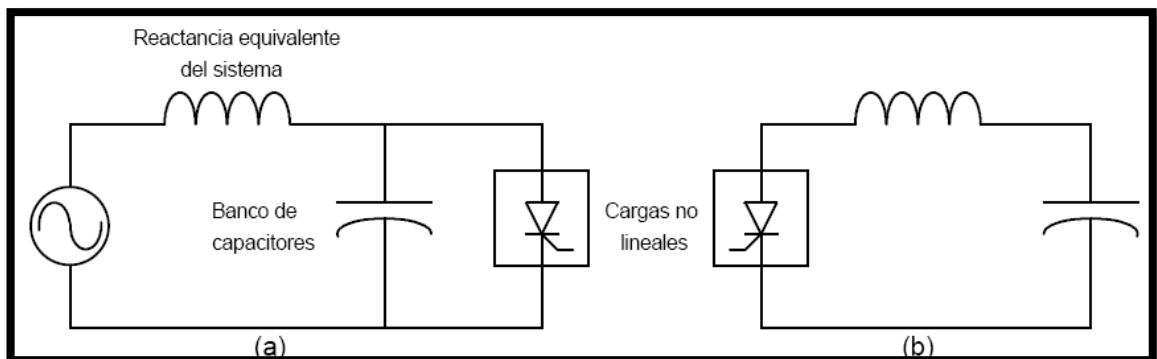 Reactancia equivalente
del sistema
Banco de
capacitores
Cargas no
lineales
(a)
(b)